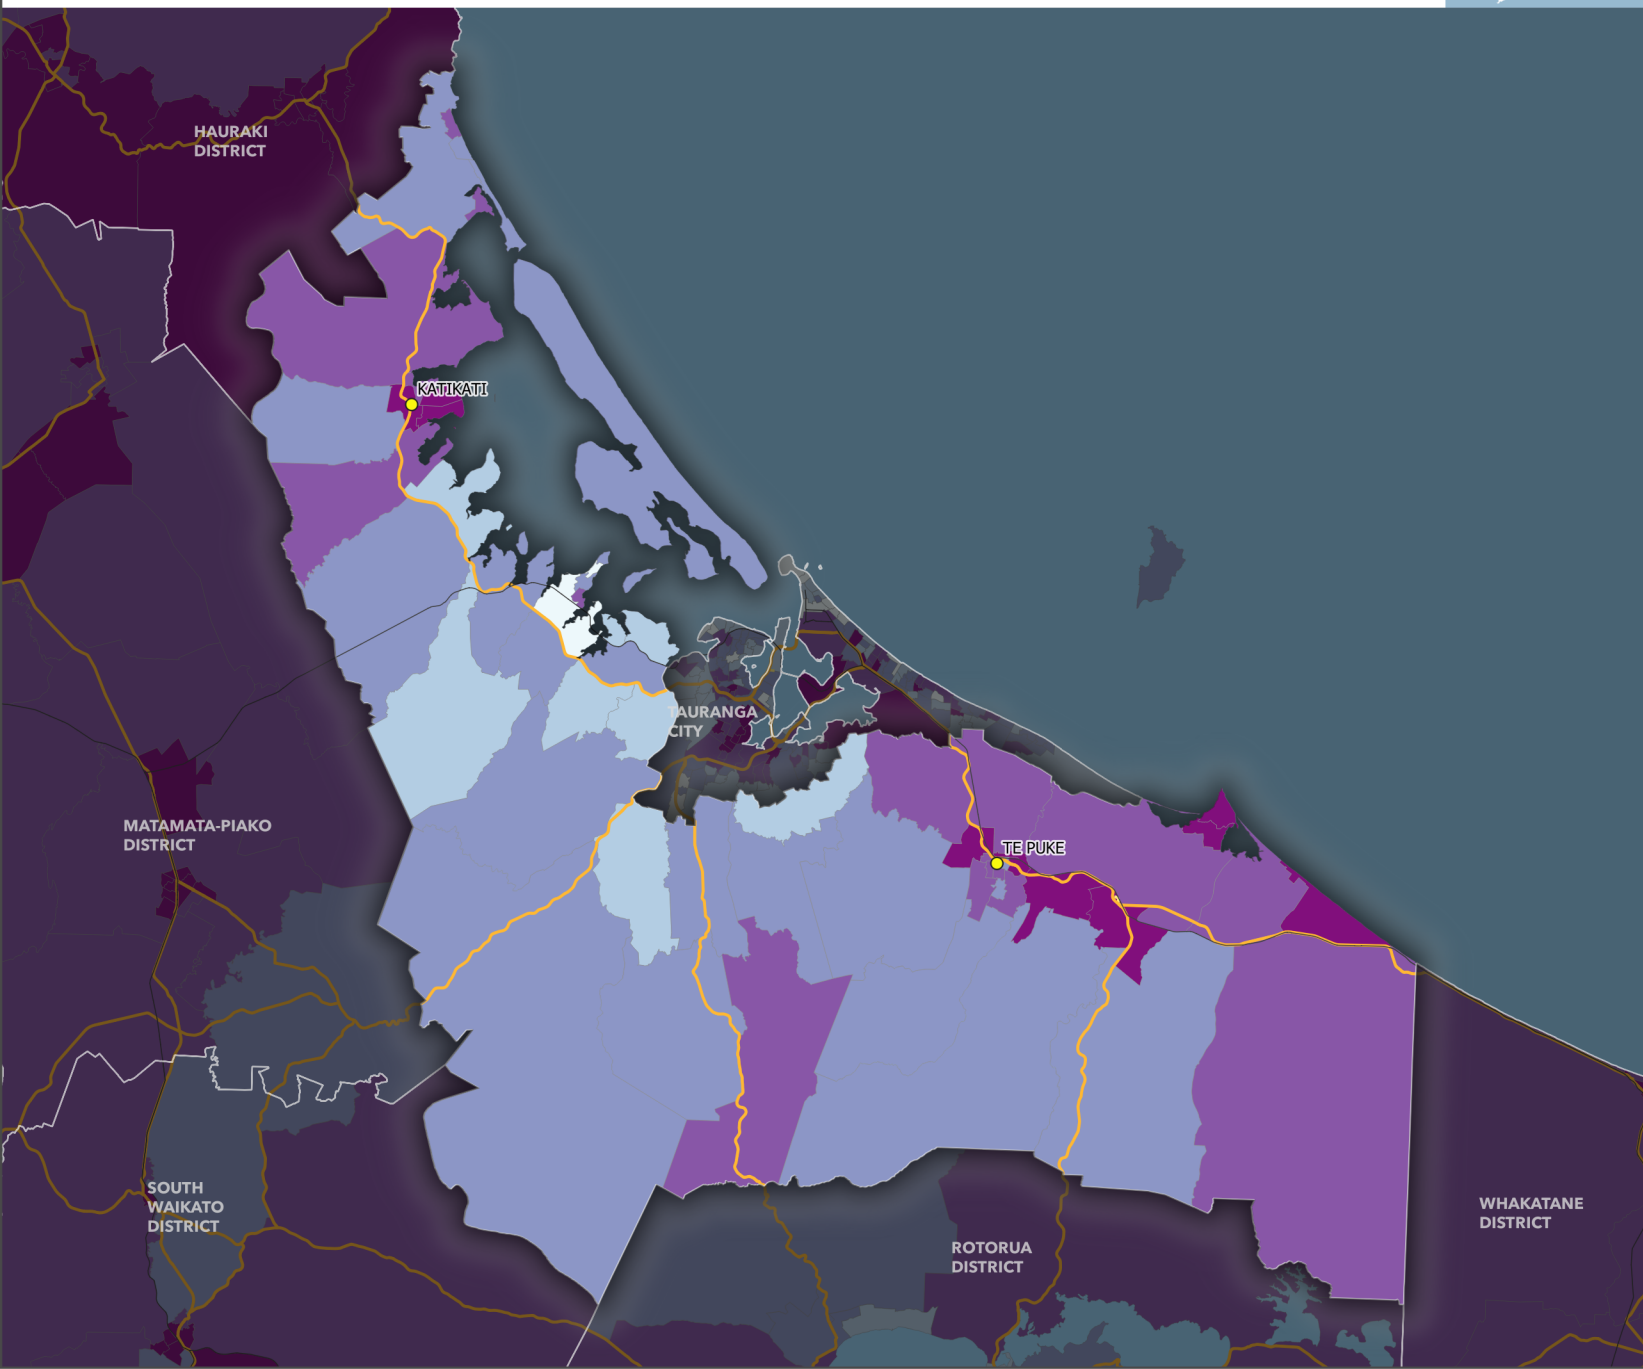 HAURAKI
DISTRICT
KATIKATI
TAURANGA
CITY
MATAMATA-PIAKO
DISTRICT
TE PUKE
SOUTH
WAIKATO
DISTRICT
WHAKATANE
DISTRICT
ROTORUA
DISTRICT